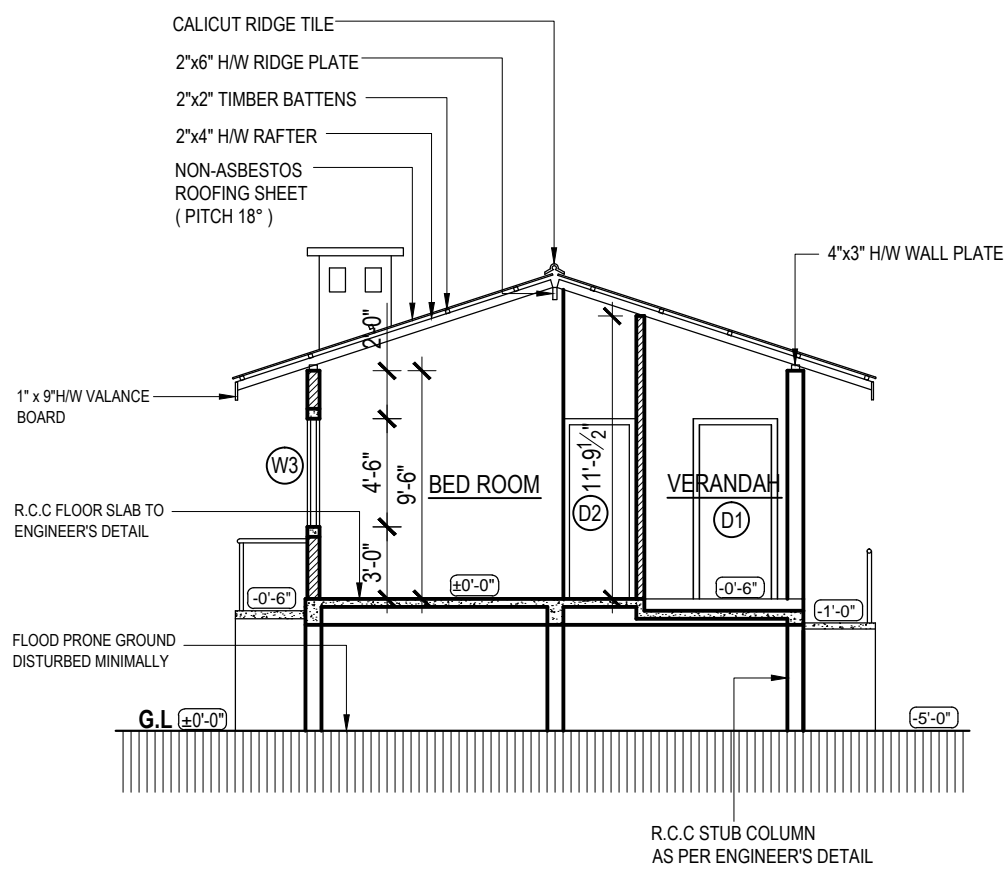 CALICUT RIDGE TILE
2"x6" H/W RIDGE PLATE
2"x2" TIMBER BATTENS
2"x4" H/W RAFTER
NON-ASBESTOS
ROOFING SHEET
( PITCH 18° )
4"x3" H/W WALL PLATE
2'-0"
1" x 9"H/W VALANCE
BOARD
W3
4'-6"
9'-6"
BED ROOM
11'-9½"
D2
VERANDAH
D1
R.C.C FLOOR SLAB TO
ENGINEER'S DETAIL
3'-0"
±0'-0"
-0'-6"
-0'-6"
-1'-0"
FLOOD PRONE GROUND
DISTURBED MINIMALLY
G.L ±0'-0"
-5'-0"
R.C.C STUB COLUMN
AS PER ENGINEER'S DETAIL